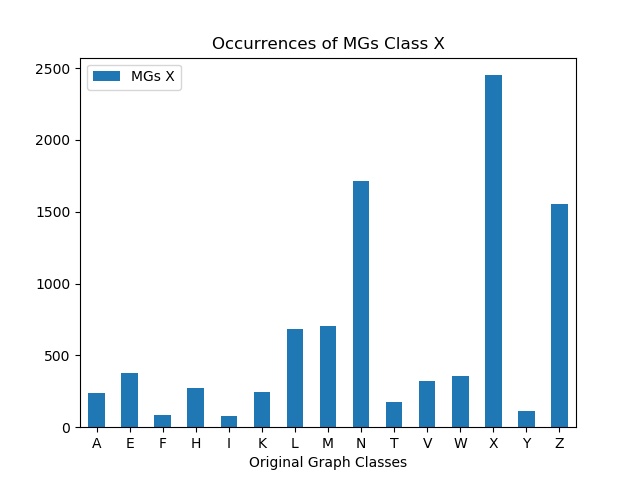 Occurrences of MGs Class X
MGs X
2500
2000
1500
1000
500
0
A E F H I K L M N T V W X Y Z
Original Graph Classes